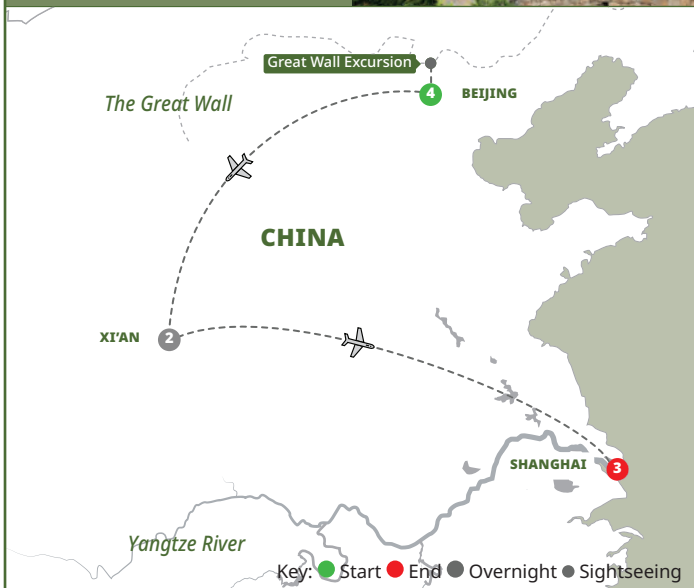 Great Wall Excursion
The Great Wall
4 BEIJING
CHINA
XI'AN 2
SHANGHAI 3
Yangtze River
Key: Start End Overnight Sightseeing